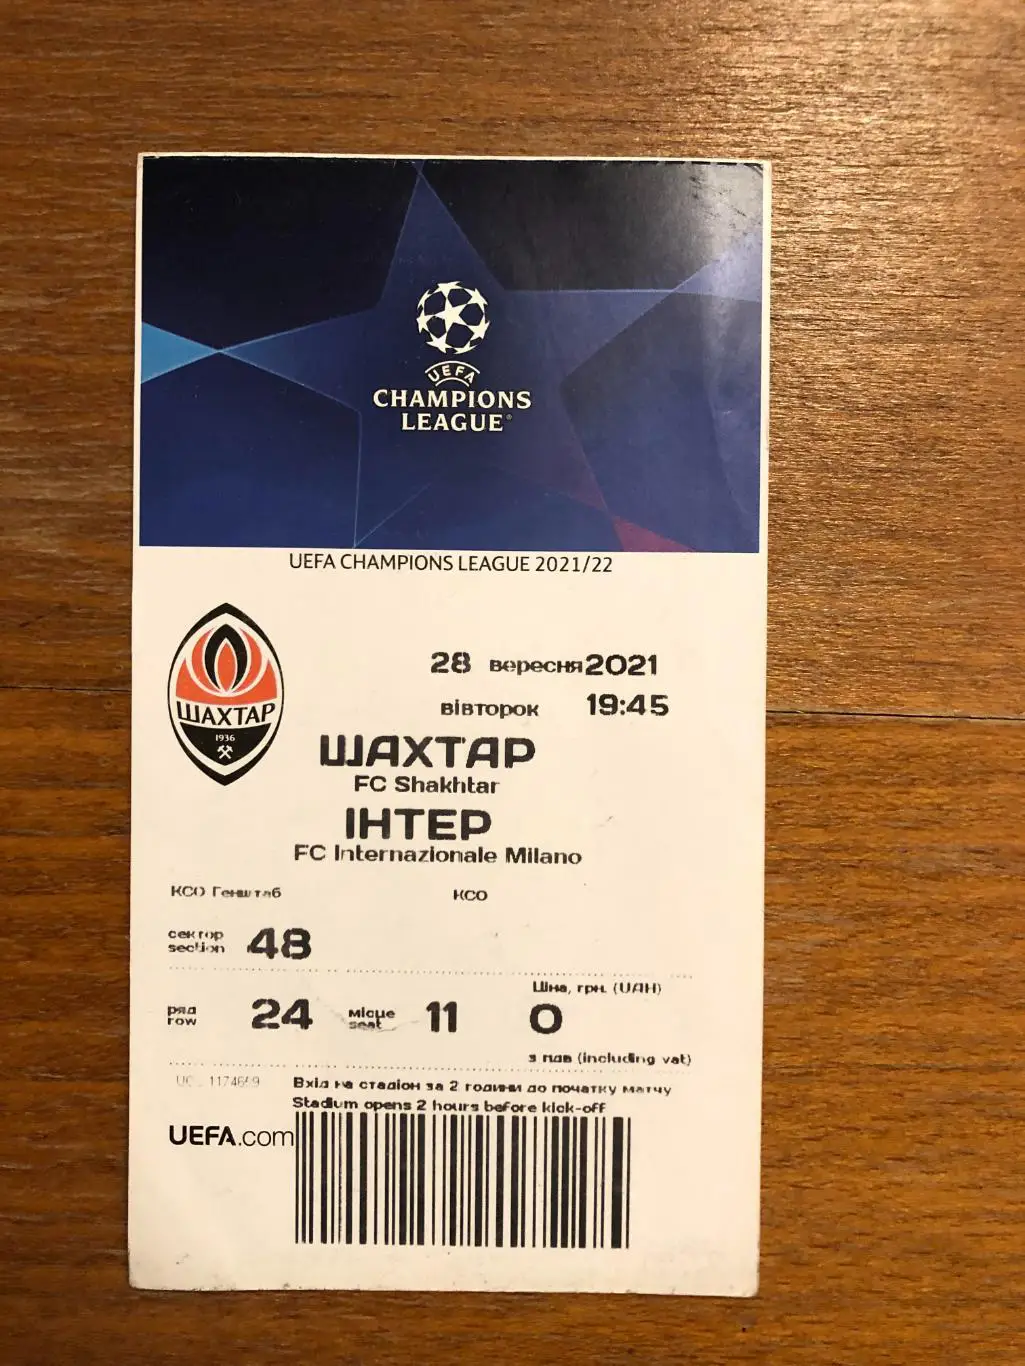 UEFA
CHAMPIONS
LEAGUE®
UEFA CHAMPIONS LEAGUE 2021/22
ШАХТАР
1936
28 вересня 2021
вівторок 19:45
ШАХТАР
FC Shakhtar
ІНТЕР
FC Internazionale Milano
КСО Генштаб КСО
сектор
section 48
Ціна, грн. (UAH)
ряд
row 24 місце
seat 11 0
з пдв (including vat)
1174669 Вхід на стадіон за 2 години до початку матчу
Stadium opens 2 hours before kick-off
UEFA.com